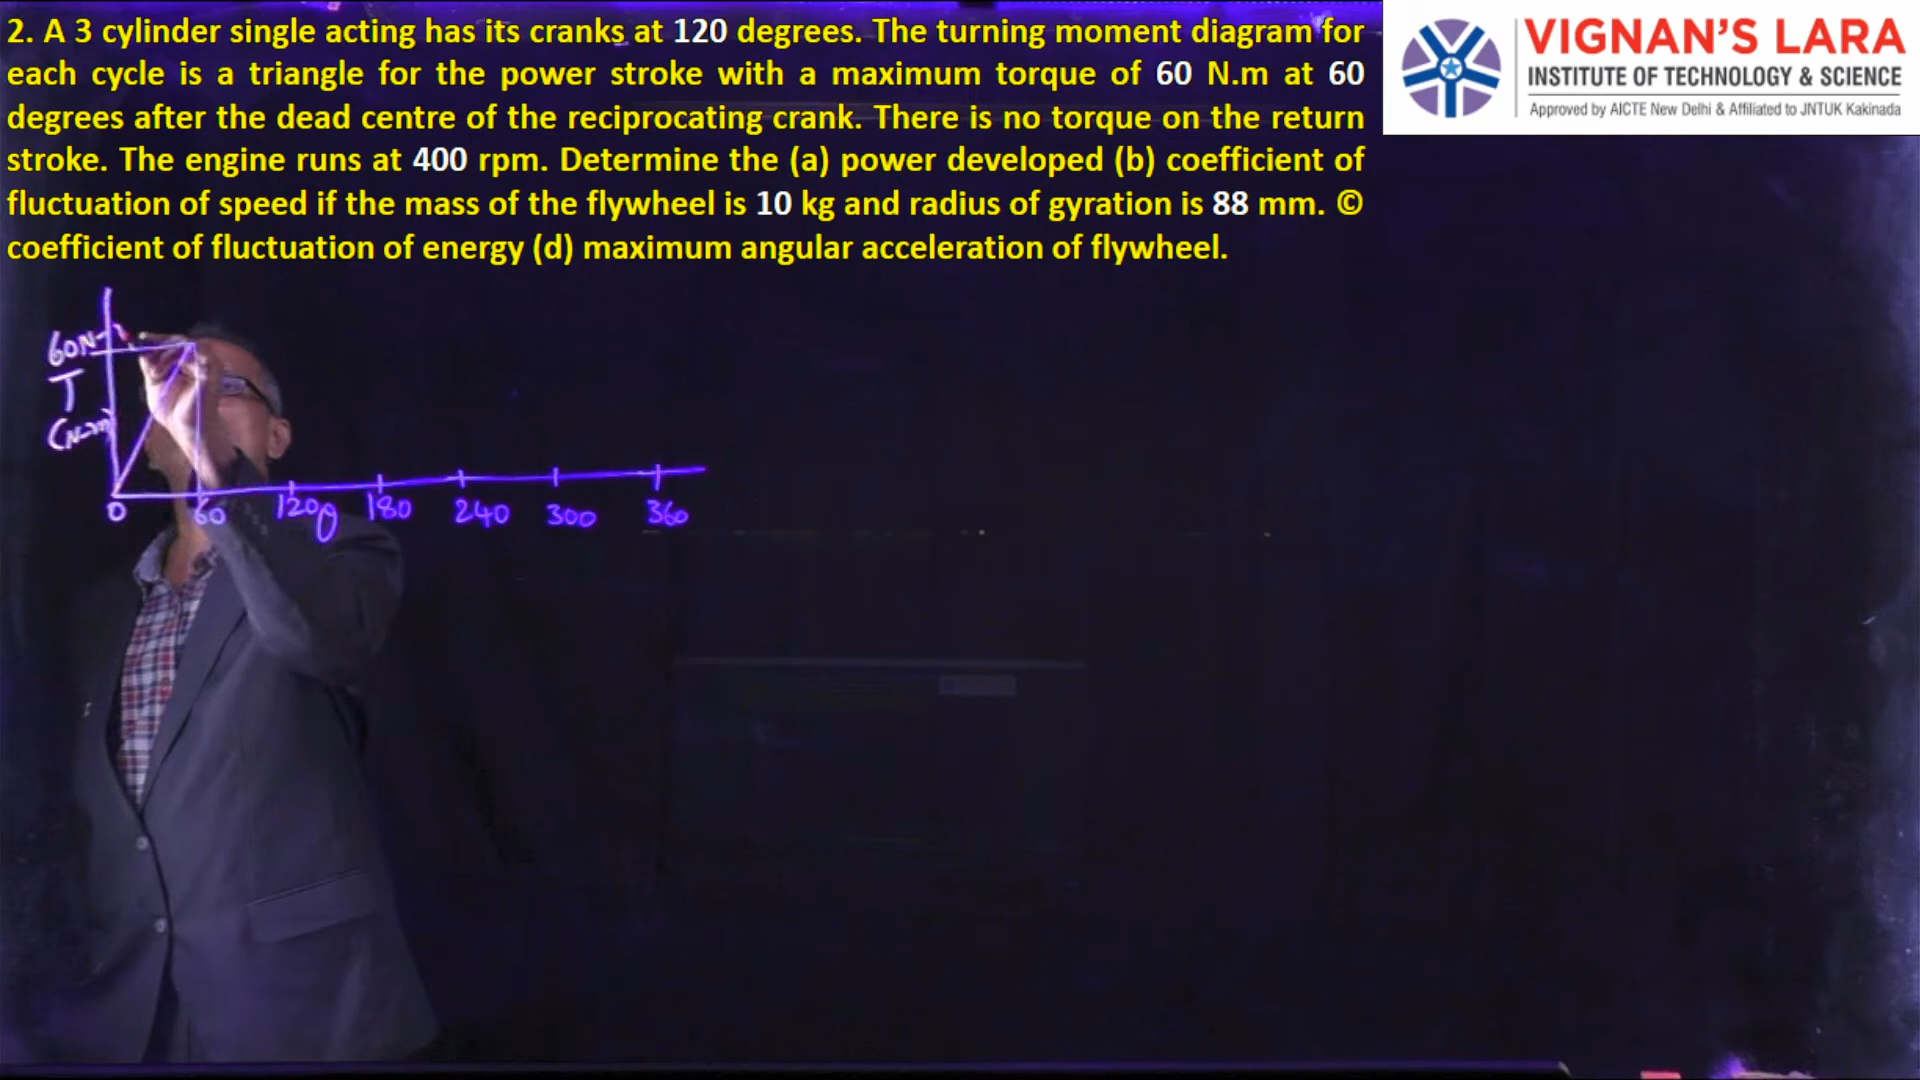 2. A 3 cylinder single acting has its cranks at 120 degrees. The turning moment diagram for
each cycle is a triangle for the power stroke with a maximum torque of 60 N.m at 60
degrees after the dead centre of the reciprocating crank. There is no torque on the return
stroke. The engine runs at 400 rpm. Determine the (a) power developed (b) coefficient of
fluctuation of speed if the mass of the flywheel is 10 kg and radius of gyration is 88 mm. ©
coefficient of fluctuation of energy (d) maximum angular acceleration of flywheel.
VIGNAN'S LARA
INSTITUTE OF TECHNOLOGY & SCIENCE
Approved by AICTE New Delhi & Affiliated to JNTUK Kakinada
60N-
T
(N-m)
0 60 120 θ 180 240 300 360